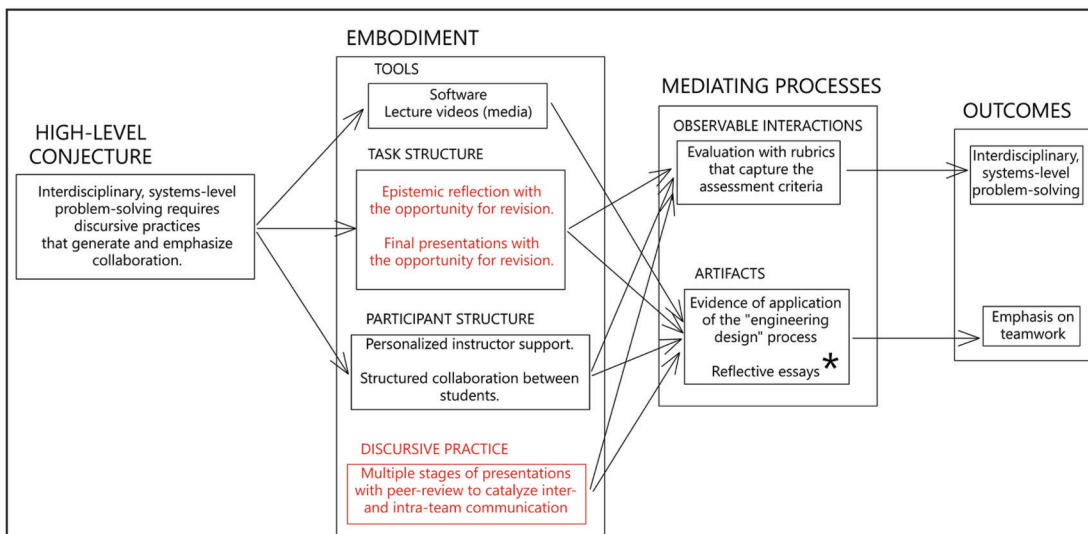 HIGH-LEVEL
CONJECTURE
Interdisciplinary, systems-level
problem-solving requires
discursive practices
that generate and emphasize
collaboration.
EMBODIMENT
TOOLS
Software
Lecture videos (media)
TASK STRUCTURE
Epistemic reflection with
the opportunity for revision.
Final presentations with
the opportunity for revision.
PARTICIPANT STRUCTURE
Personalized instructor support.
Structured collaboration between
students.
DISCURSIVE PRACTICE
Multiple stages of presentations
with peer-review to catalyze inter-
and intra-team communication
MEDIATING PROCESSES
OBSERVABLE INTERACTIONS
Evaluation with rubrics
that capture the
assessment criteria
ARTIFACTS
Evidence of application
of the "engineering
design" process
Reflective essays *
OUTCOMES
Interdisciplinary,
systems-level
problem-solving
Emphasis on
teamwork